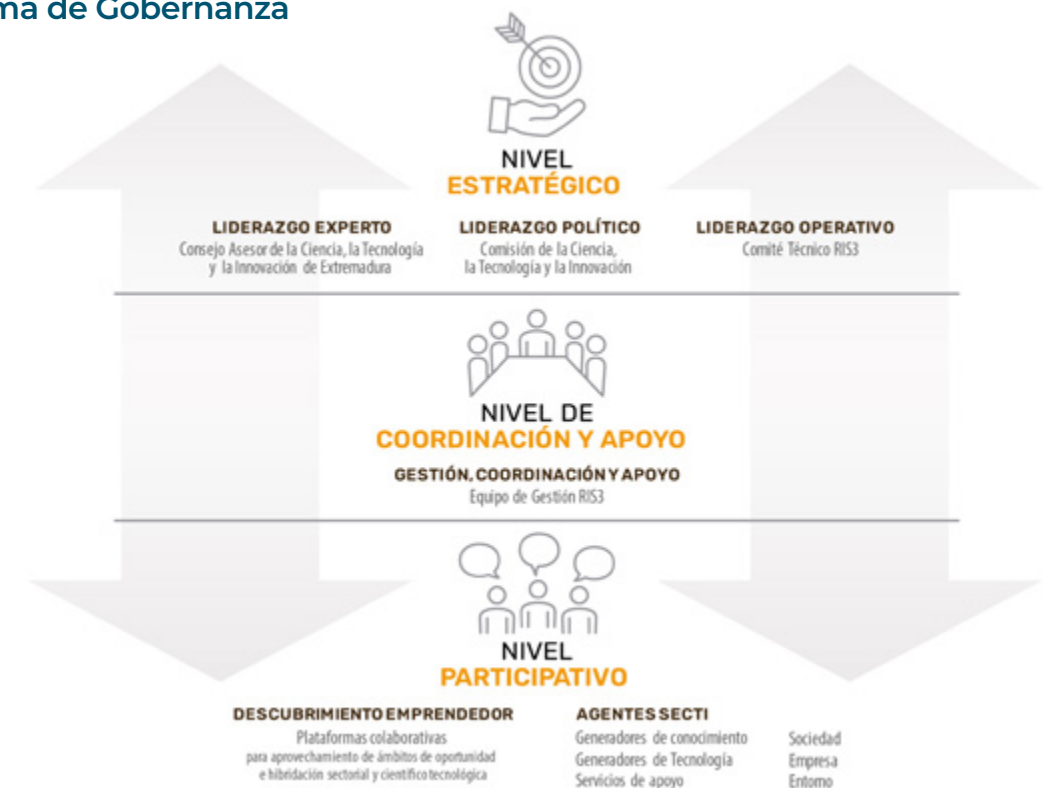 ma de Gobernanza
NIVEL
ESTRATÉGICO
LIDERAZGO EXPERTO
Consejo Asesor de la Ciencia, la Tecnología
y la Innovación de Extremadura
LIDERAZGO POLÍTICO
Comisión de la Ciencia,
la Tecnología y la Innovación
LIDERAZGO OPERATIVO
Comité Técnico RIS3
NIVEL DE
COORDINACIÓN Y APOYO
GESTIÓN, COORDINACIÓN Y APOYO
Equipo de Gestión RIS3
NIVEL
PARTICIPATIVO
DESCUBRIMIENTO EMPRENDEDOR
Plataformas colaborativas
para aprovechamiento de ámbitos de oportunidad
e hibridación sectorial y científico tecnológica
AGENTES SECTI
Generadores de conocimiento
Generadores de Tecnología
Servicios de apoyo
Sociedad
Empresa
Entorno